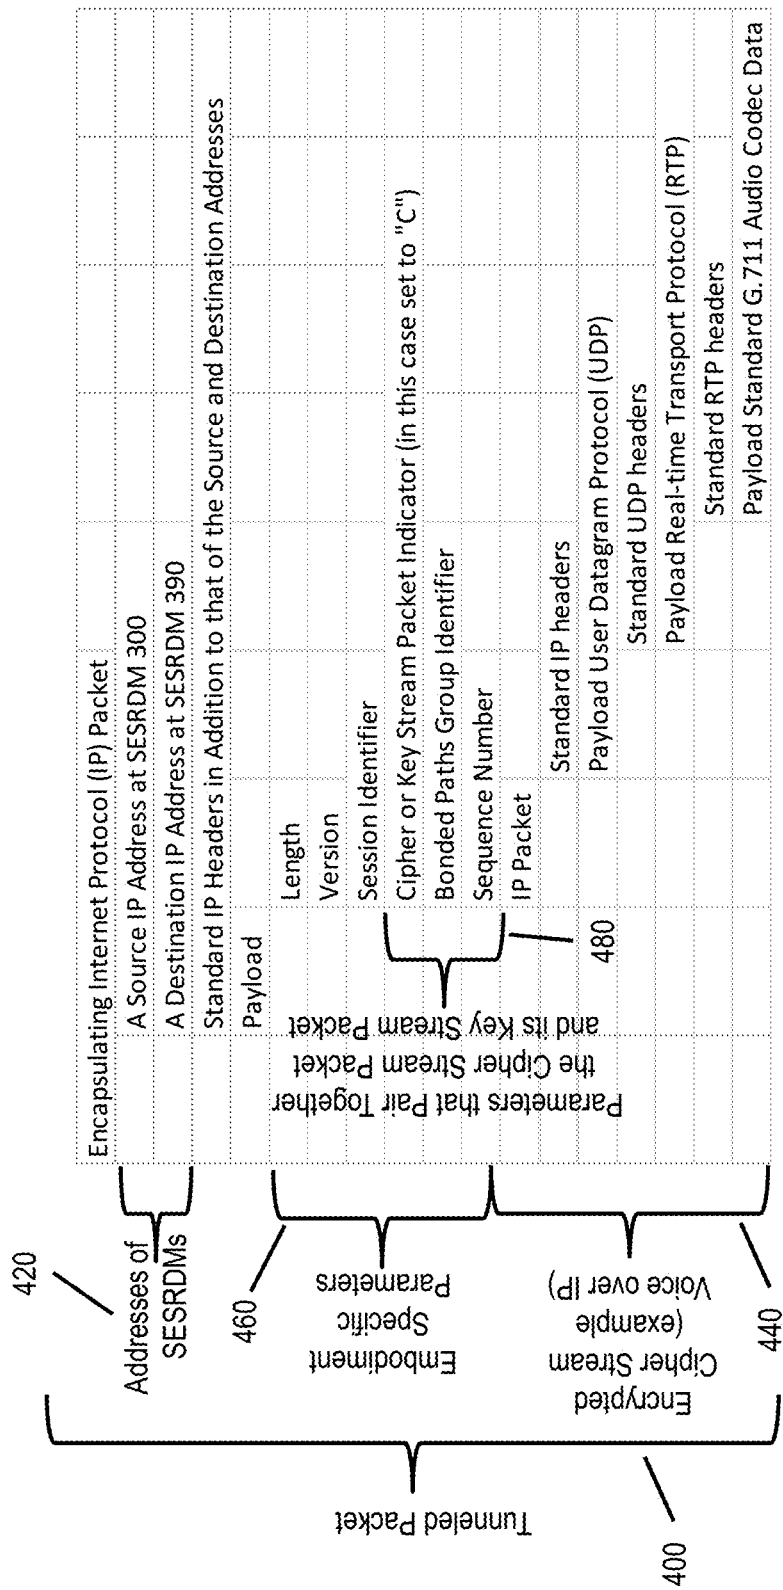 Encapsulating Internet Protocol (IP) Packet
A Source IP Address at SESRDM 300
A Destination IP Address at SESRDM 390
Standard IP Headers in Addition to that of the Source and Destination Addresses
Payload
Length
Version
Session Identifier
Cipher or Key Stream Packet Indicator (in this case set to "C")
Bonded Paths Group Identifier
Sequence Number
IP Packet
Standard IP headers
Payload User Datagram Protocol (UDP)
Standard UDP headers
Payload Real-time Transport Protocol (RTP)
Standard RTP headers
Payload Standard G.711 Audio Codec Data
420
Addresses of
SESRDMs
460
Embodiment
Specific
Parameters
Parameters that Pair Together
the Cipher Stream Packet
and its Key Stream Packet
480
Encrypted
Cipher Stream
(example
Voice over IP)
440
Tunneled Packet
400